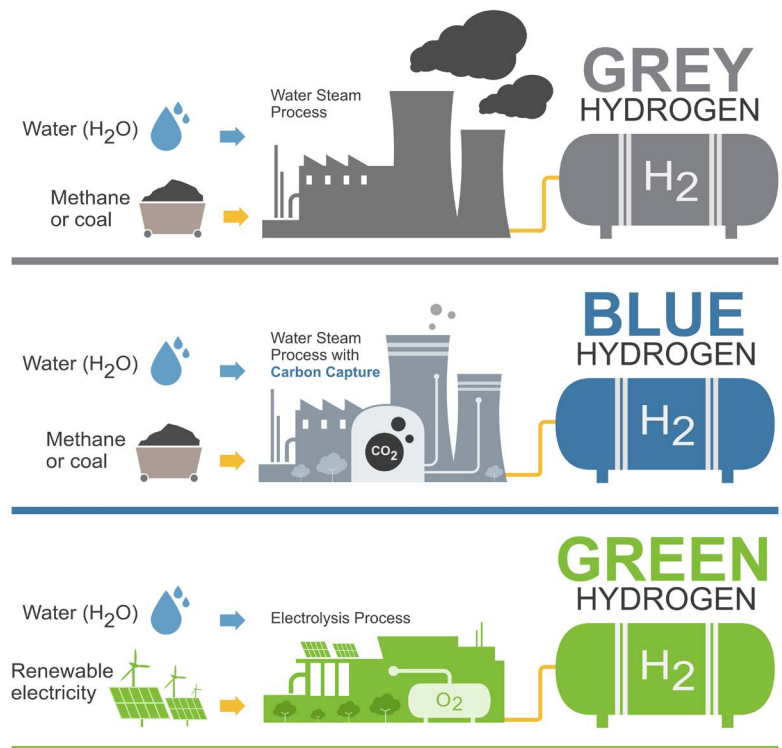 GREY
HYDROGEN
Water Steam
Process
Water (H₂O)
Methane
or coal
H₂
BLUE
HYDROGEN
Water Steam
Process with
Carbon Capture
Water (H₂O)
Methane
or coal
CO₂
H₂
GREEN
HYDROGEN
Water (H₂O)
Electrolysis Process
Renewable
electricity
O₂
H₂